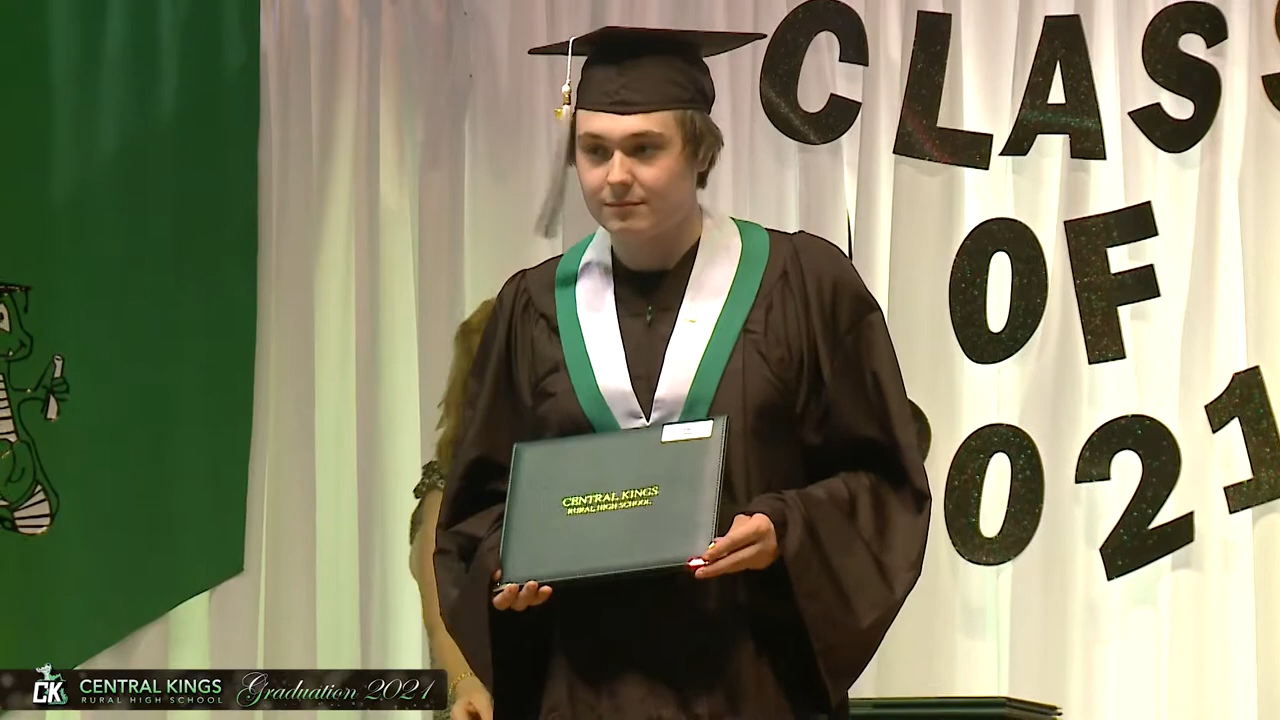 CLASS
OF
2021
CENTRAL KINGS
RURAL HIGH SCHOOL
CK
CENTRAL KINGS
RURAL HIGH SCHOOL
Graduation 2021